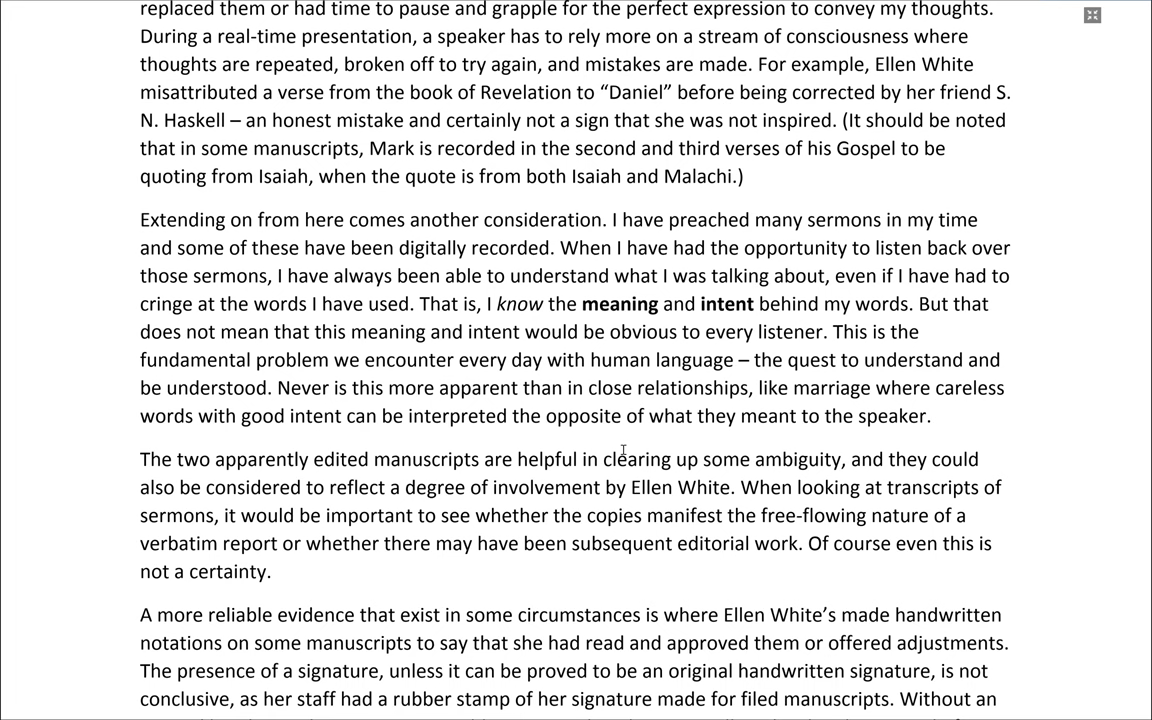 replaced them or had time to pause and grapple for the perfect expression to convey my thoughts.
During a real-time presentation, a speaker has to rely more on a stream of consciousness where
thoughts are repeated, broken off to try again, and mistakes are made. For example, Ellen White
misattributed a verse from the book of Revelation to “Daniel” before being corrected by her friend S.
N. Haskell – an honest mistake and certainly not a sign that she was not inspired. (It should be noted
that in some manuscripts, Mark is recorded in the second and third verses of his Gospel to be
quoting from Isaiah, when the quote is from both Isaiah and Malachi.)
Extending on from here comes another consideration. I have preached many sermons in my time
and some of these have been digitally recorded. When I have had the opportunity to listen back over
those sermons, I have always been able to understand what I was talking about, even if I have had to
cringe at the words I have used. That is, I know the meaning and intent behind my words. But that
does not mean that this meaning and intent would be obvious to every listener. This is the
fundamental problem we encounter every day with human language – the quest to understand and
be understood. Never is this more apparent than in close relationships, like marriage where careless
words with good intent can be interpreted the opposite of what they meant to the speaker.
The two apparently edited manuscripts are helpful in clearing up some ambiguity, and they could
also be considered to reflect a degree of involvement by Ellen White. When looking at transcripts of
sermons, it would be important to see whether the copies manifest the free-flowing nature of a
verbatim report or whether there may have been subsequent editorial work. Of course even this is
not a certainty.
A more reliable evidence that exist in some circumstances is where Ellen White’s made handwritten
notations on some manuscripts to say that she had read and approved them or offered adjustments.
The presence of a signature, unless it can be proved to be an original handwritten signature, is not
conclusive, as her staff had a rubber stamp of her signature made for filed manuscripts. Without an